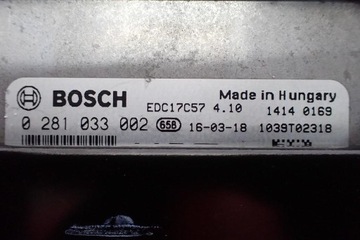 BOSCH EDC17C57 4.10 Made in Hungary
1414 0169
0 281 033 002 658 16-03-18 1039T02318